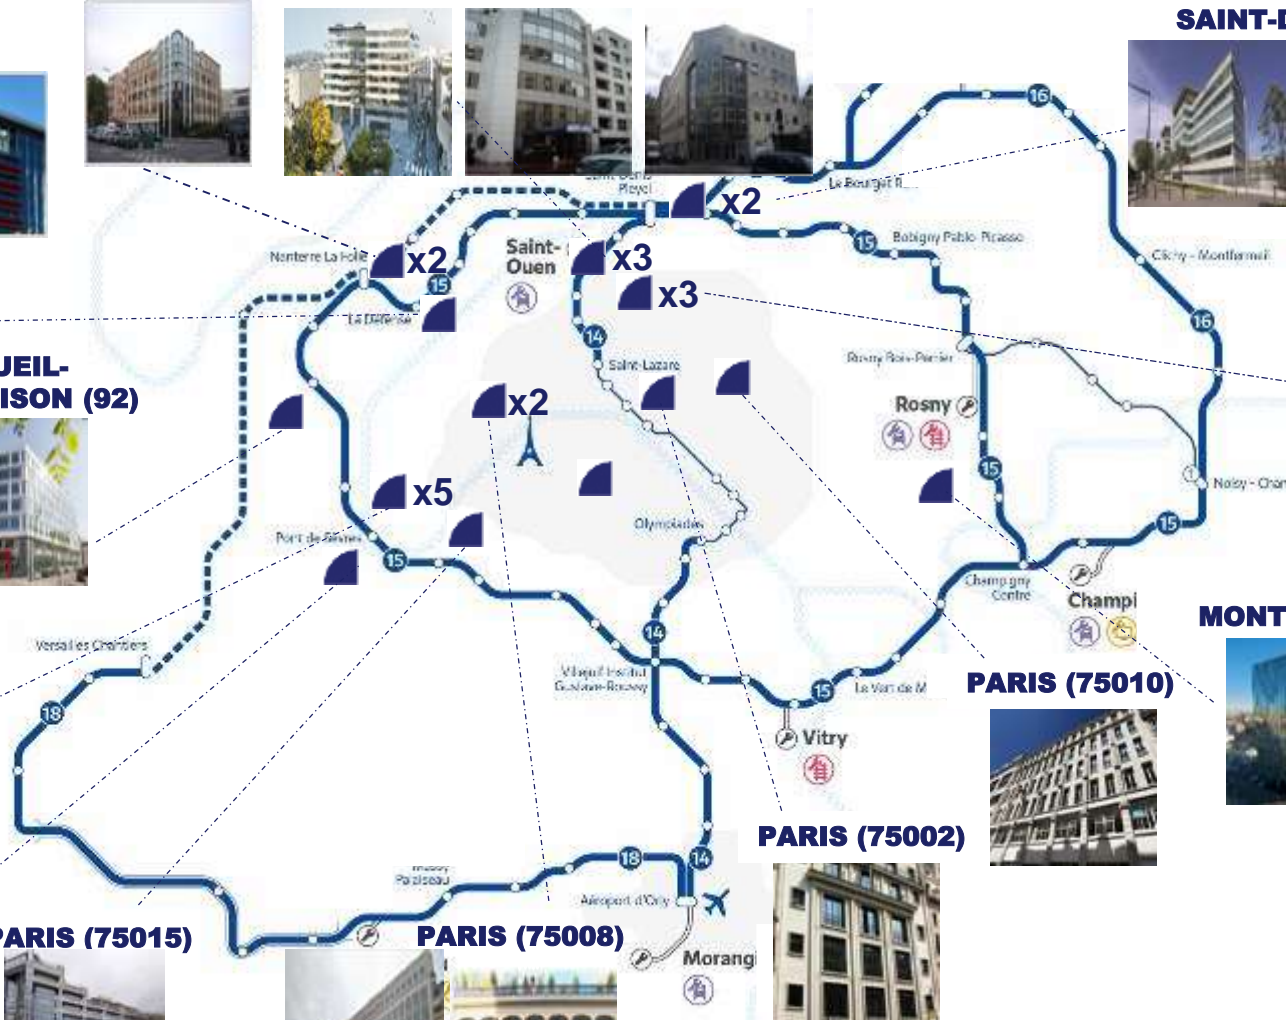 SAINT-D
16
Pleyel
Le Bourget R
x2
Nanterre La Folie
x2
15
Saint-
Ouen
x3
15
Bobigny Pablo Picasso
Clichy - Montfermeil
La Défense
x3
14
16
UEIL-
ISON (92)
Saint-Lazare
Rosny Bois-Perrier
x2
Rosny
x5
15
Noisy - Cham
Pont de Sèvres
15
Olympiades
15
Champigny
Centre
Champi
Versailles Chantiers
14
MONT
Villejuif Institut
Gustave-Roussy
15
Le Vert de M
PARIS (75010)
18
Vitry
PARIS (75002)
18
14
Palaiseau
Aéroport d'Orly
PARIS (75015)
PARIS (75008)
Morangi